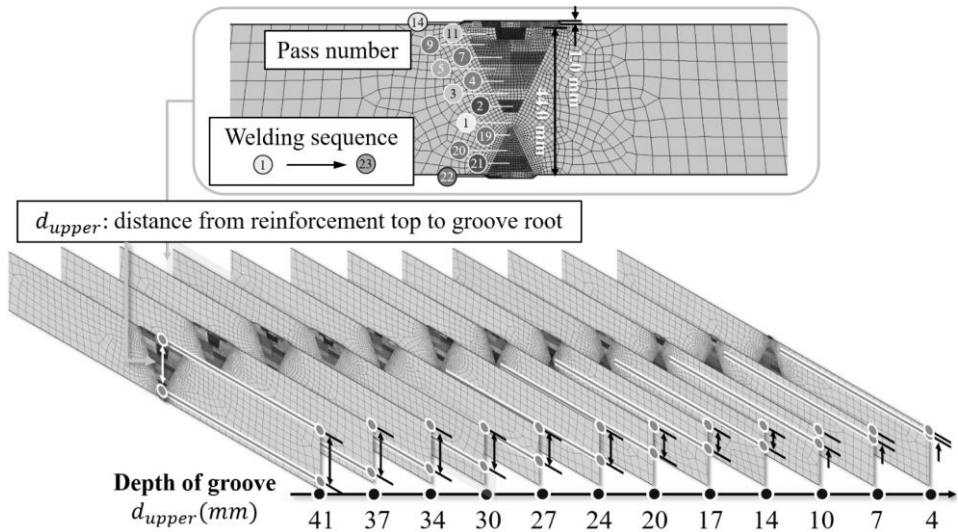 14
11
Pass number
9
7
5
4
3
2
1
19
20
21
22
1.0 mm
mm
Welding sequence
1
23
d_upper: distance from reinforcement top to groove root
Depth of groove
d_upper(mm)
41 37 34 30 27 24 20 17 14 10 7 4